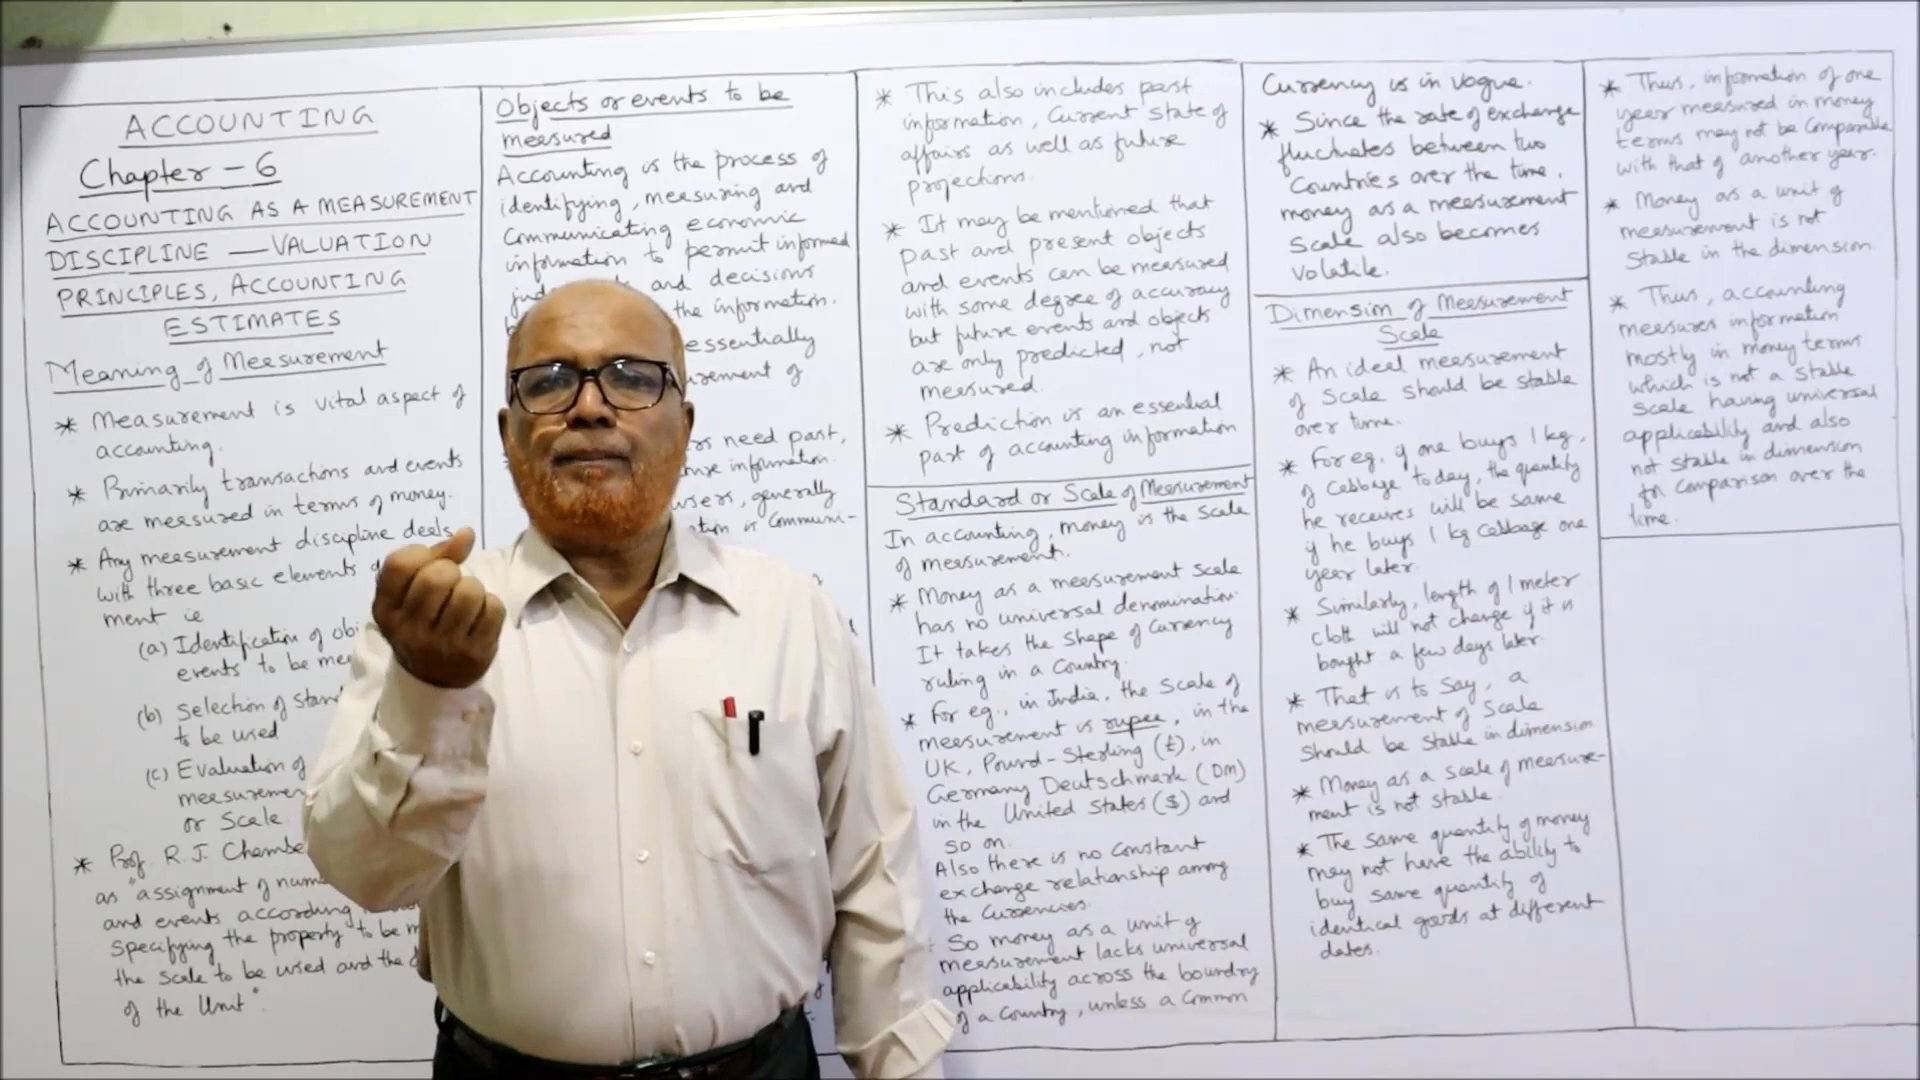 ACCOUNTING
Chapter - 6
ACCOUNTING AS A MEASUREMENT
DISCIPLINE — VALUATION
PRINCIPLES, ACCOUNTING
ESTIMATES
Meaning of Measurement
* Measurement is vital aspect of
accounting.
* Primarily transactions and events
are measured in terms of money.
* Any measurement discipline deals
with three basic elements
ment ie
(a) Identification of
events to be
(b) Selection of
to be used
(c) Evaluation of
or Scale.
* Prof. R.J.
as "assignment of
and events according
specifying the property to be
the scale to be used and the
of the Unit".
Objects or events to be
measured
Accounting is the process of
identifying, measuring and
Communicating economic
information to permit informed
and decisions
the information.
essentially
of
need past,
information.
users, generally
is communi-
* This also includes past
information, Current state of
affairs as well as future
projections.
* It may be mentioned that
past and present objects
and events can be measured
with some degree of accuracy
but future events and objects
are only predicted, not
measured.
* Prediction is an essential
part of accounting information
Standard or Scale of Measurement
In accounting, money is the scale
of measurement.
* Money as a measurement scale
has no universal denomination.
It takes the shape of Currency
ruling in a Country.
* For eg., in India, the scale of
measurement is rupee, in the
UK, Pound-Sterling (£), in
Germany Deutschmark (DM)
in the United States ($) and
so on.
Also there is no Constant
exchange relationship among
the Currencies.
* So money as a unit of
measurement lacks universal
applicability across the boundry
of a Country, unless a Common
Currency is in vogue.
* Since the rate of exchange
fluctuates between two
Countries over the time,
money as a measurement
scale also becomes
volatile.
Dimension of Measurement
Scale
* An ideal measurement
of Scale should be stable
over time.
* For eg. if one buys 1 kg,
of Cabbage today, the quantity
he receives will be same
if he buys 1 kg Cabbage one
year later.
* Similarly, length of 1 meter
cloth will not change if it is
bought a few days later.
* That is to say, a
measurement of Scale
should be stable in dimension
* Money as a scale of measure-
ment is not stable.
* The same quantity of money
may not have the ability to
buy same quantity of
identical goods at different
dates.
* Thus, information of one
year measured in money
terms may not be Comparable
with that of another year.
* Money as a unit of
measurement is not
stable in the dimension
* Thus, accounting
measures information
mostly in money terms
which is not a stable
scale having universal
applicability and also
not stable in dimension
for comparison over the
time.